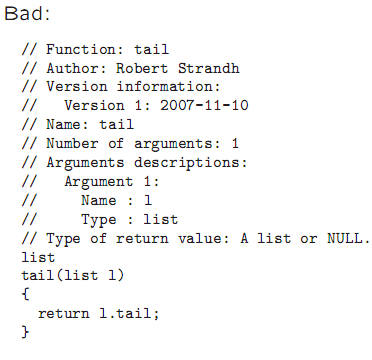 Bad:
// Function: tail
// Author: Robert Strandh
// Version information:
//   Version 1: 2007-11-10
// Name: tail
// Number of arguments: 1
// Arguments descriptions:
//   Argument 1:
//     Name : l
//     Type : list
// Type of return value: A list or NULL.
list
tail(list l)
{
  return l.tail;
}